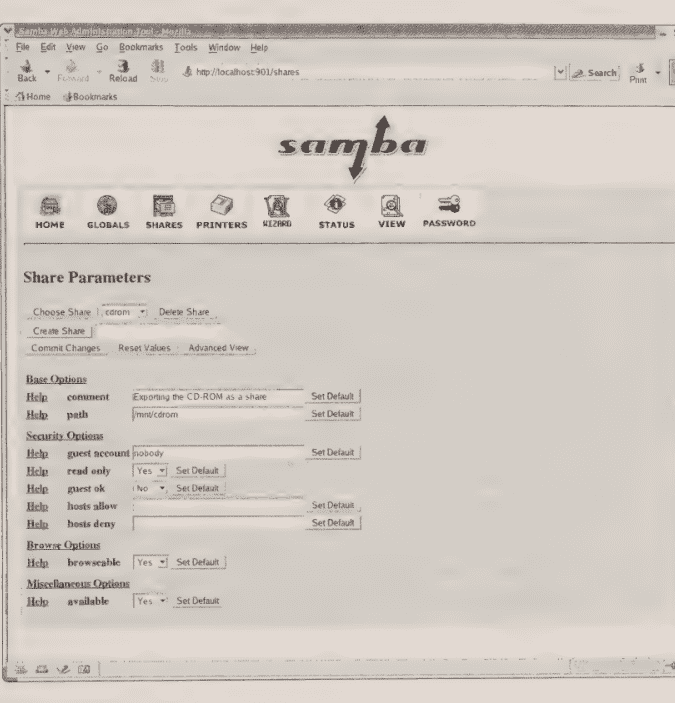 Samba Web Administration Tool - Mozilla
File Edit View Go Bookmarks Tools Window Help
Back Forward Reload Stop http://localhost:901/shares Search Print
Home Bookmarks
samba
HOME GLOBALS SHARES PRINTERS WIZARD STATUS VIEW PASSWORD
Share Parameters
Choose Share cdrom Delete Share
Create Share
Commit Changes Reset Values Advanced View
Base Options
Help comment Exporting the CD-ROM as a share Set Default
Help path /mnt/cdrom Set Default
Security Options
Help guest account nobody Set Default
Help read only Yes Set Default
Help guest ok No Set Default
Help hosts allow Set Default
Help hosts deny Set Default
Browse Options
Help browseable Yes Set Default
Miscellaneous Options
Help available Yes Set Default